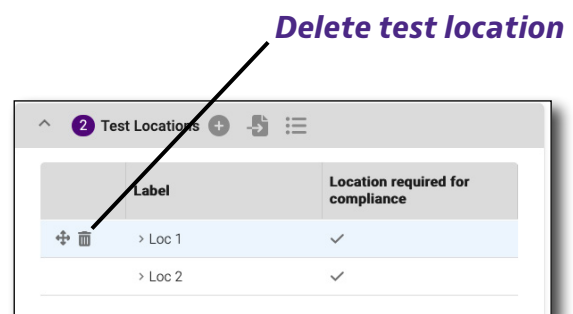 Delete test location
2 Test Locations
Label
Location required for
compliance
> Loc 1
> Loc 2